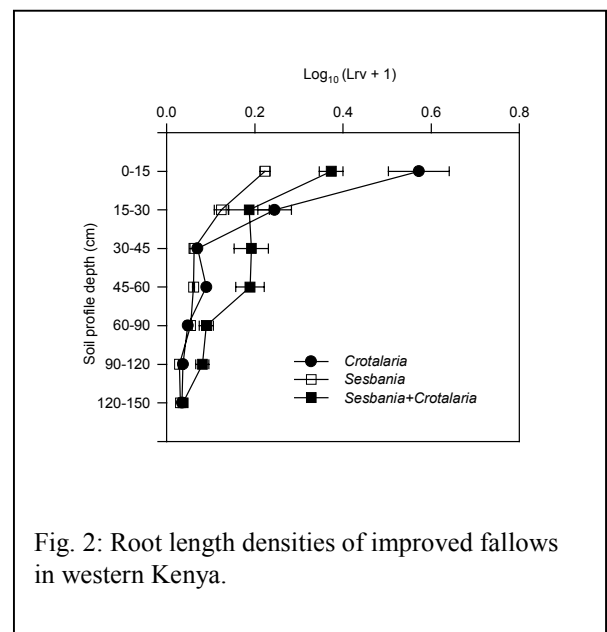 Log₁₀ (Lrv + 1)
0.0 0.2 0.4 0.6 0.8
Soil profile depth (cm)
0-15
15-30
30-45
45-60
60-90
90-120
120-150
Crotalaria
Sesbania
Sesbania+Crotalaria
Fig. 2: Root length densities of improved fallows
in western Kenya.